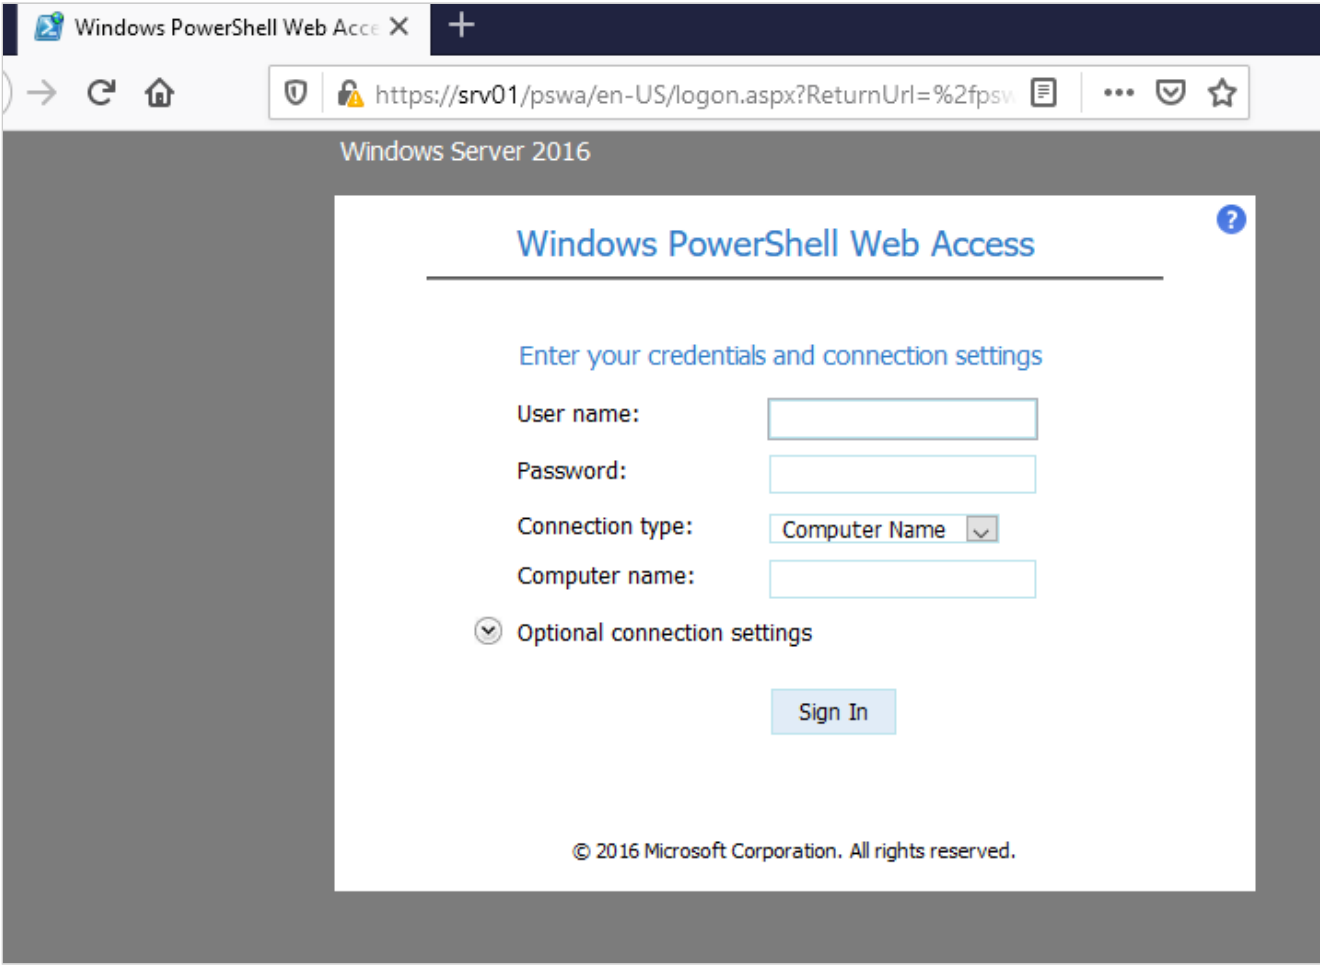 Windows PowerShell Web Acce
https://srv01/pswa/en-US/logon.aspx?ReturnUrl=%2fpsw
Windows Server 2016
?
Windows PowerShell Web Access
Enter your credentials and connection settings
User name:
Password:
Connection type: Computer Name
Computer name:
Optional connection settings
Sign In
© 2016 Microsoft Corporation. All rights reserved.